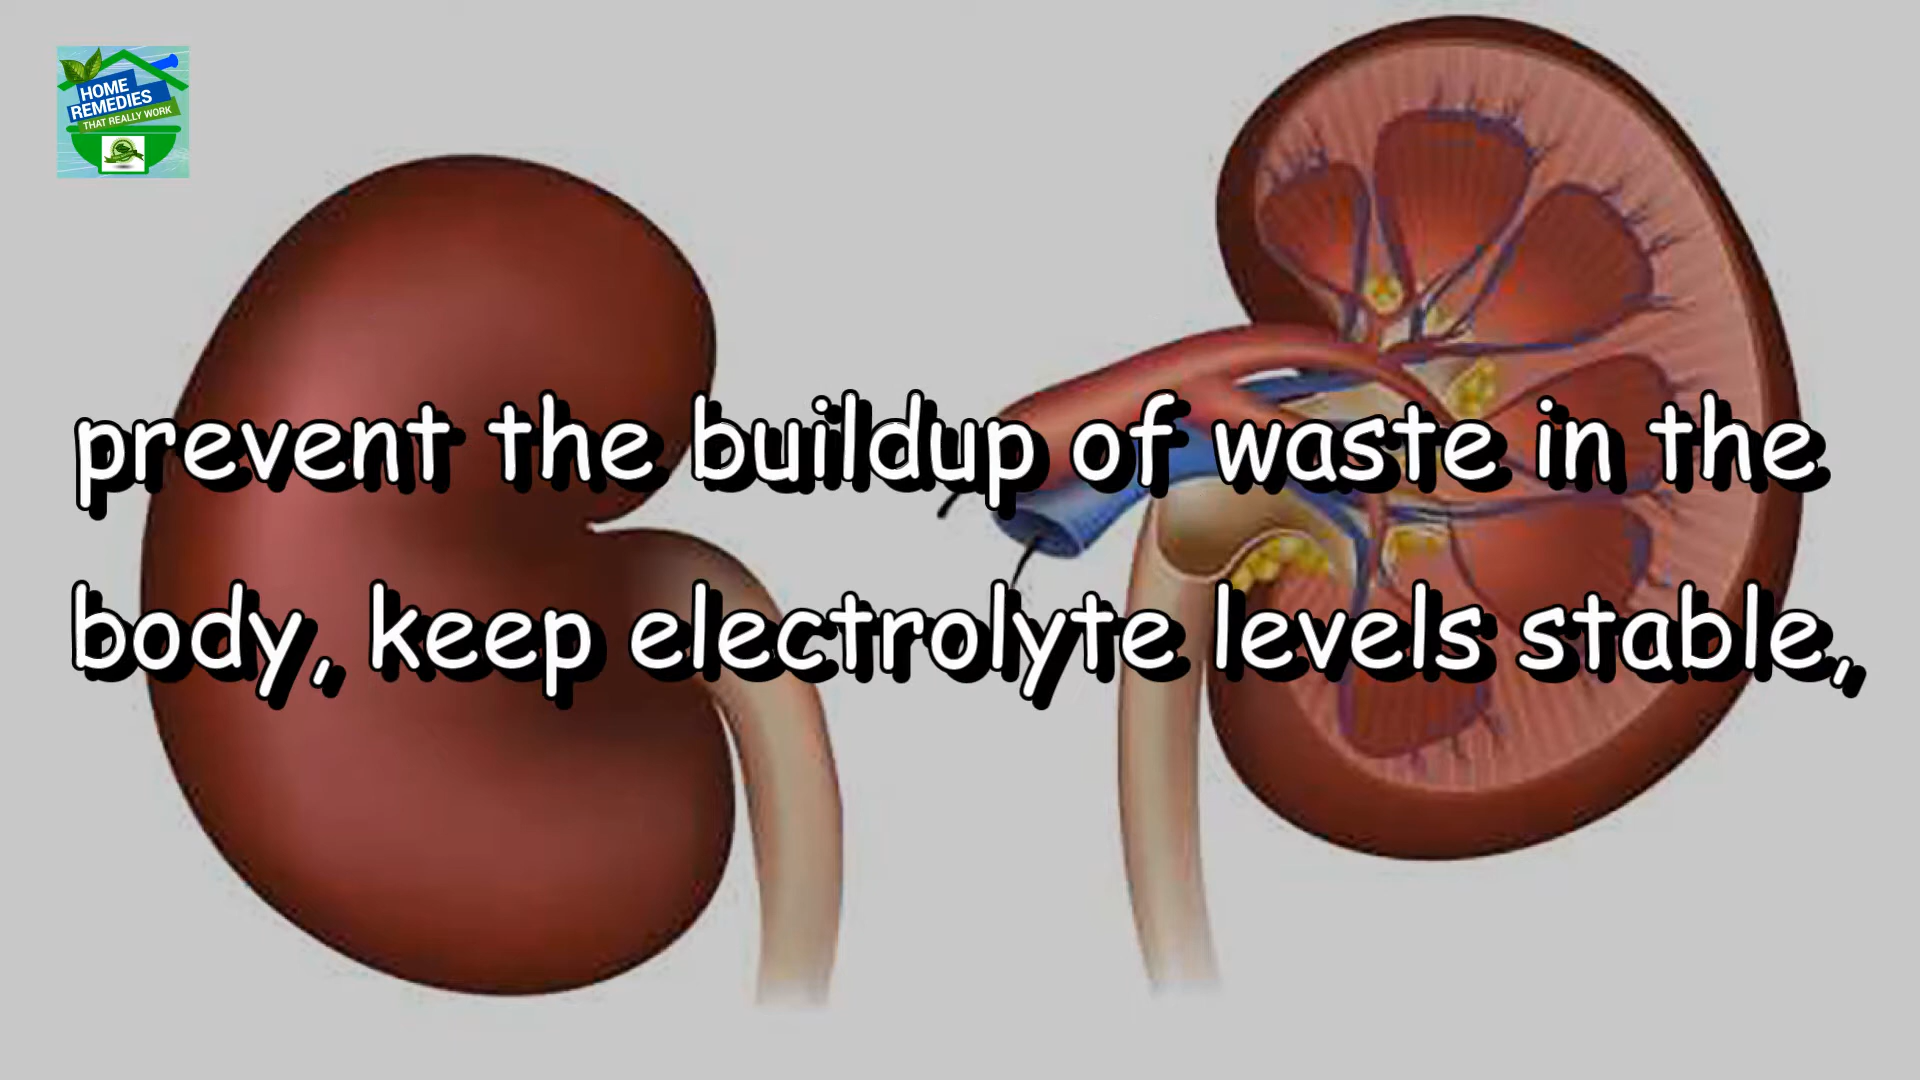 HOME
REMEDIES
THAT REALLY WORK
prevent the buildup of waste in the
body, keep electrolyte levels stable,